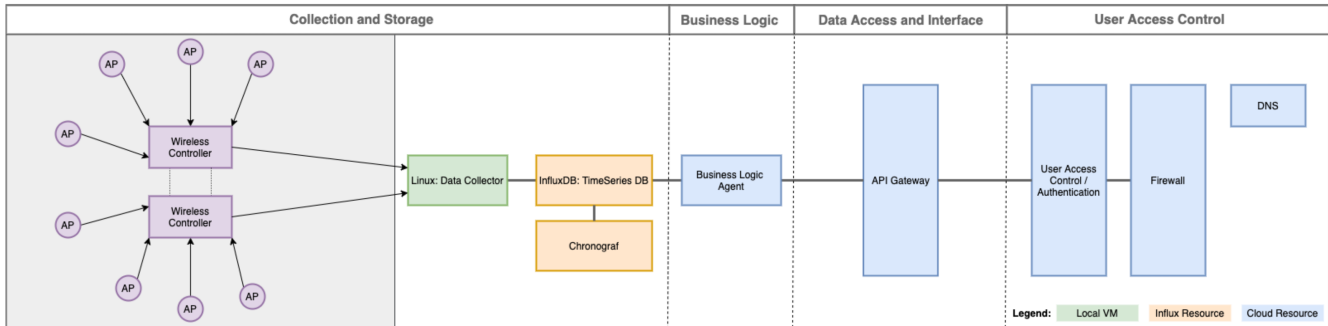 Collection and Storage
Business Logic
Data Access and Interface
User Access Control
AP
AP
AP
AP
Wireless
Controller
Wireless
Controller
AP
AP
AP
AP
Linux: Data Collector
InfluxDB: TimeSeries DB
Chronograf
Business Logic
Agent
API Gateway
User Access
Control /
Authentication
Firewall
DNS
Legend:
Local VM
Influx Resource
Cloud Resource